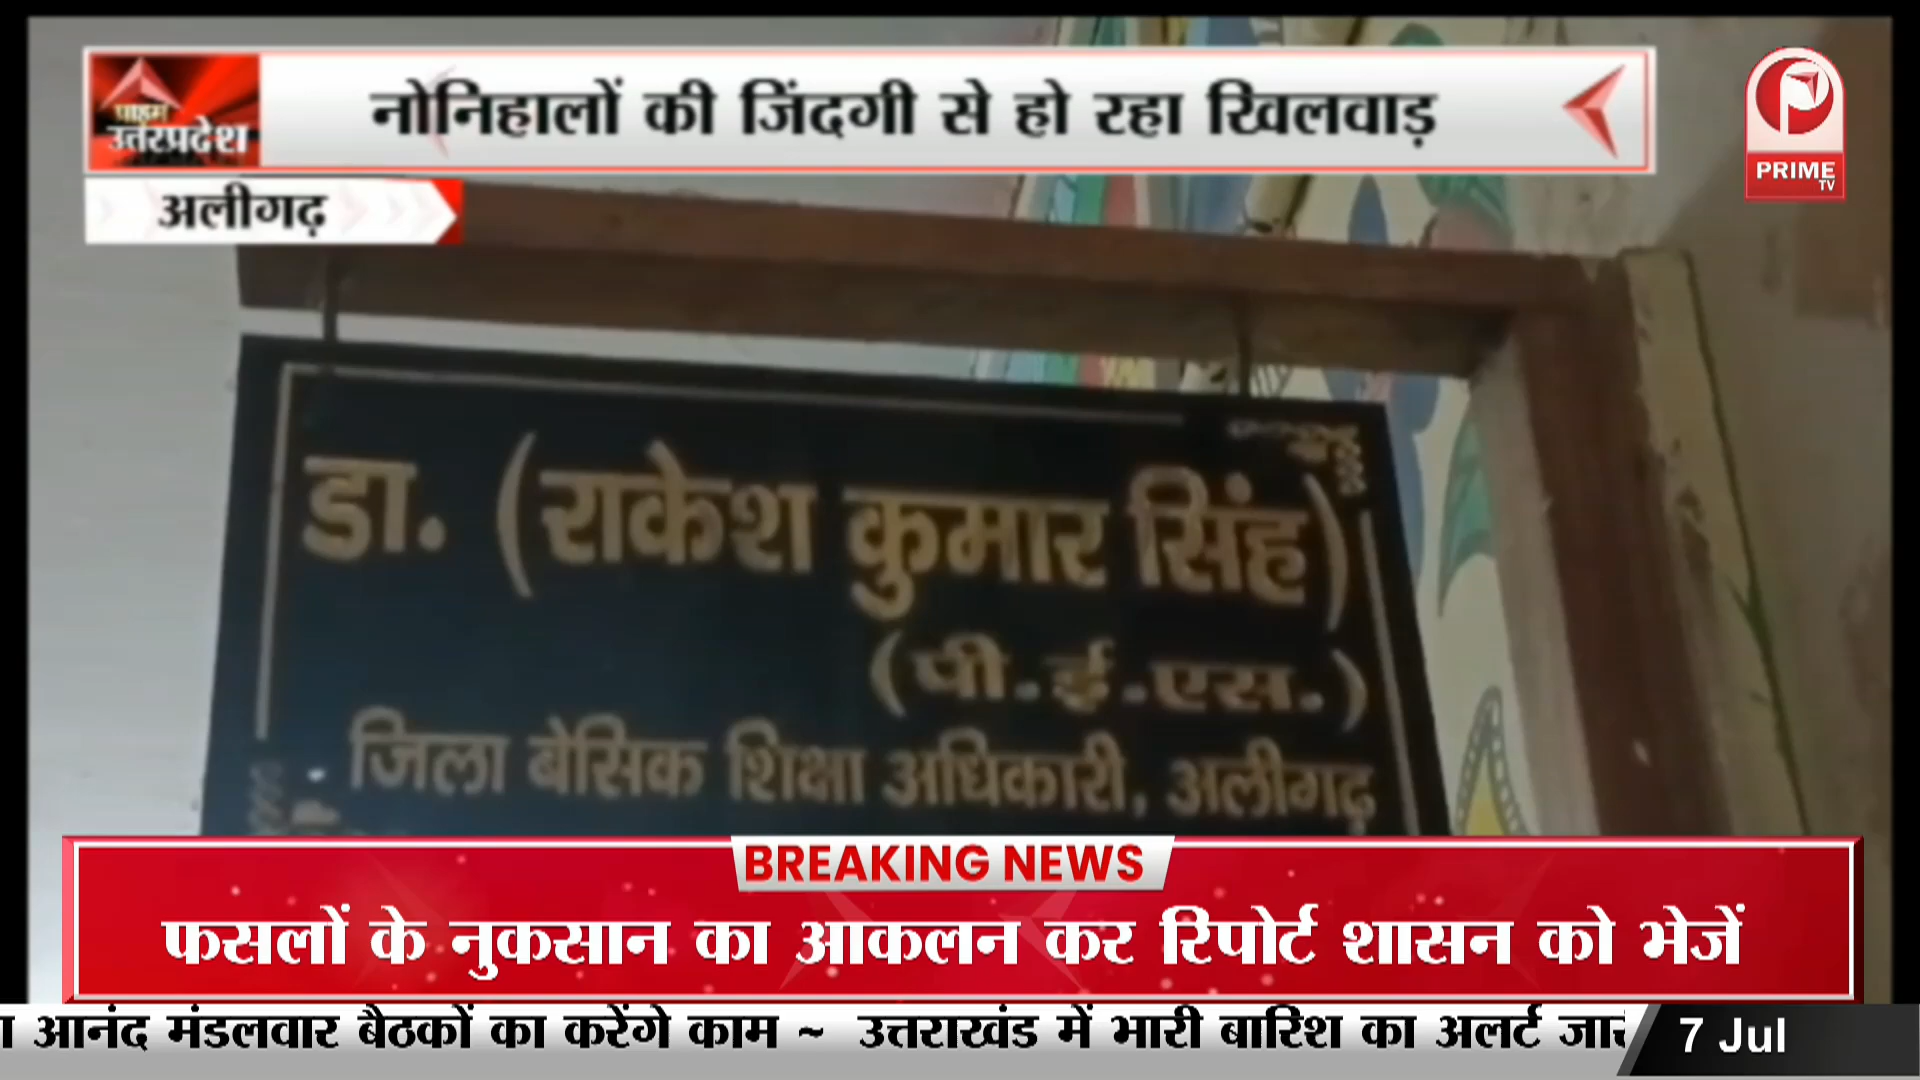 नोनिहालों की जिंदगी से हो रहा खिलवाड़
प्राइम
उत्तरप्रदेश
PRIME
TV
अलीगढ़
डा. (राकेश कुमार सिंह)
(पी.ई.एस.)
जिला बेसिक शिक्षा अधिकारी, अलीगढ़
BREAKING NEWS
फसलों के नुकसान का आकलन कर रिपोर्ट शासन को भेजें
आनंद मंडलवार बैठकों का करेंगे काम ~ उत्तराखंड में भारी बारिश का अलर्ट
7 Jul